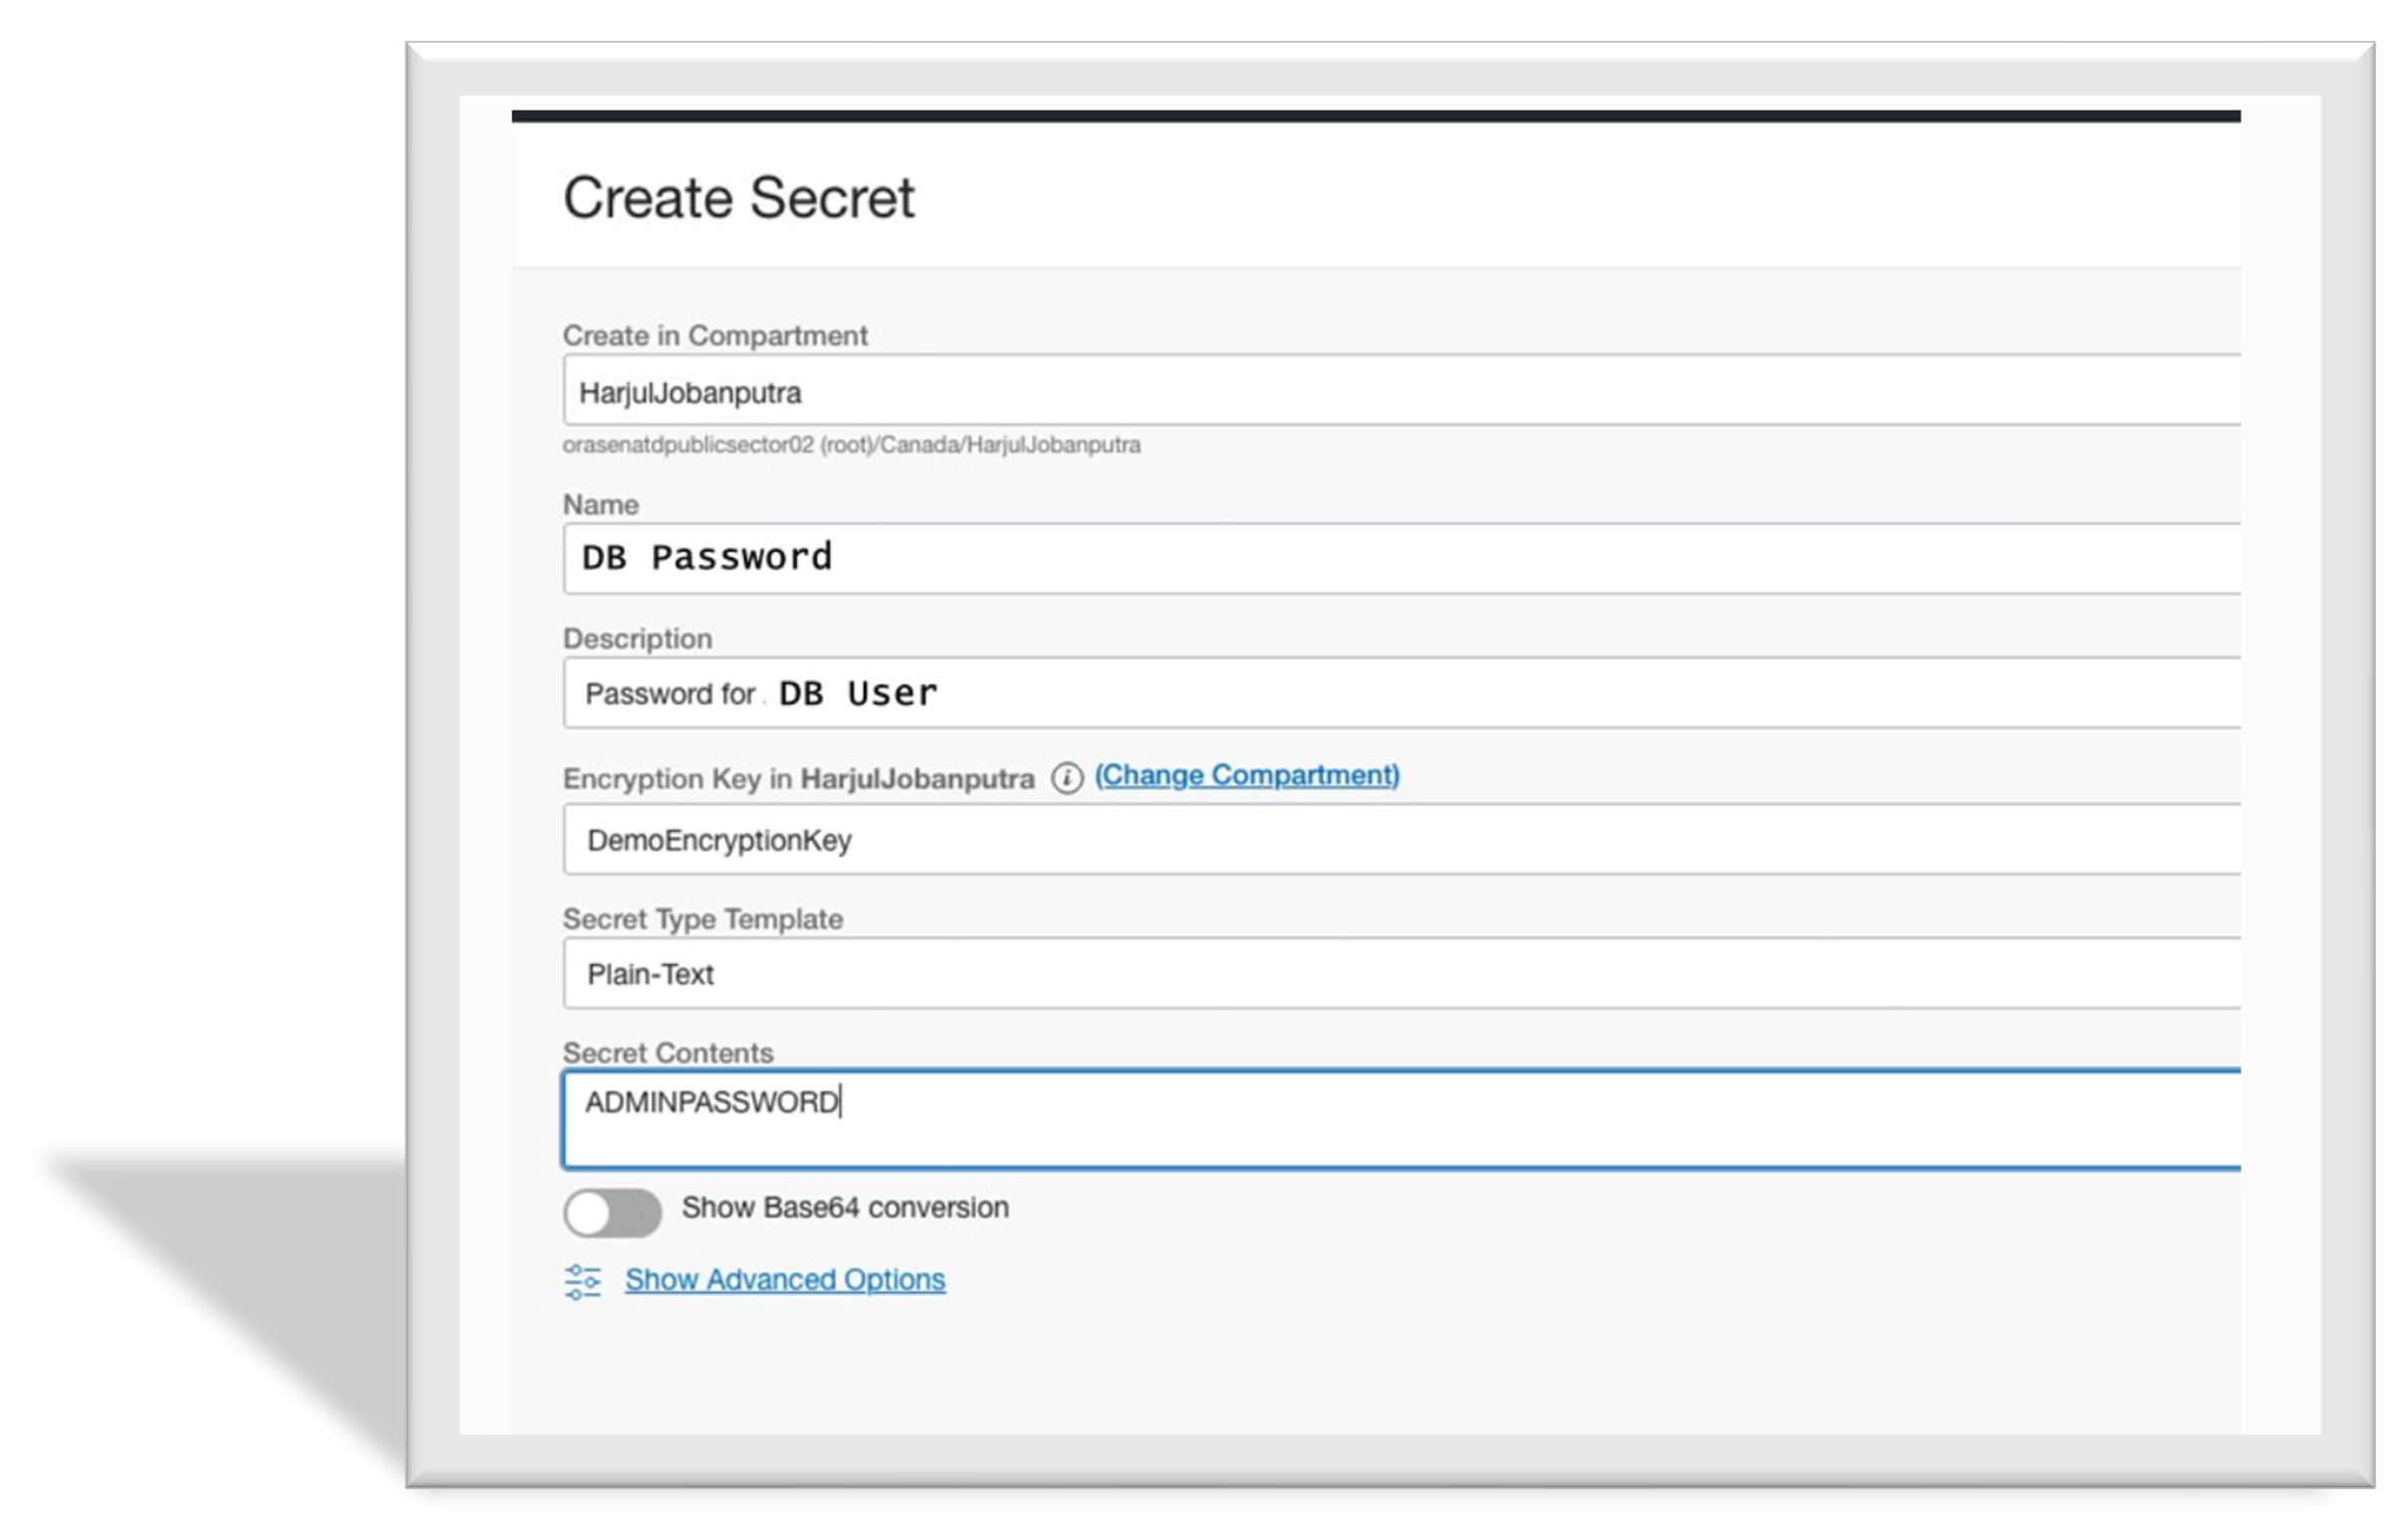 Create Secret
Create in Compartment
HarjulJobanputra
orasenatdpublicsector02 (root)/Canada/HarjulJobanputra
Name
DB Password
Description
Password for . DB User
Encryption Key in HarjulJobanputra i (Change Compartment)
DemoEncryptionKey
Secret Type Template
Plain-Text
Secret Contents
ADMINPASSWORD
Show Base64 conversion
Show Advanced Options